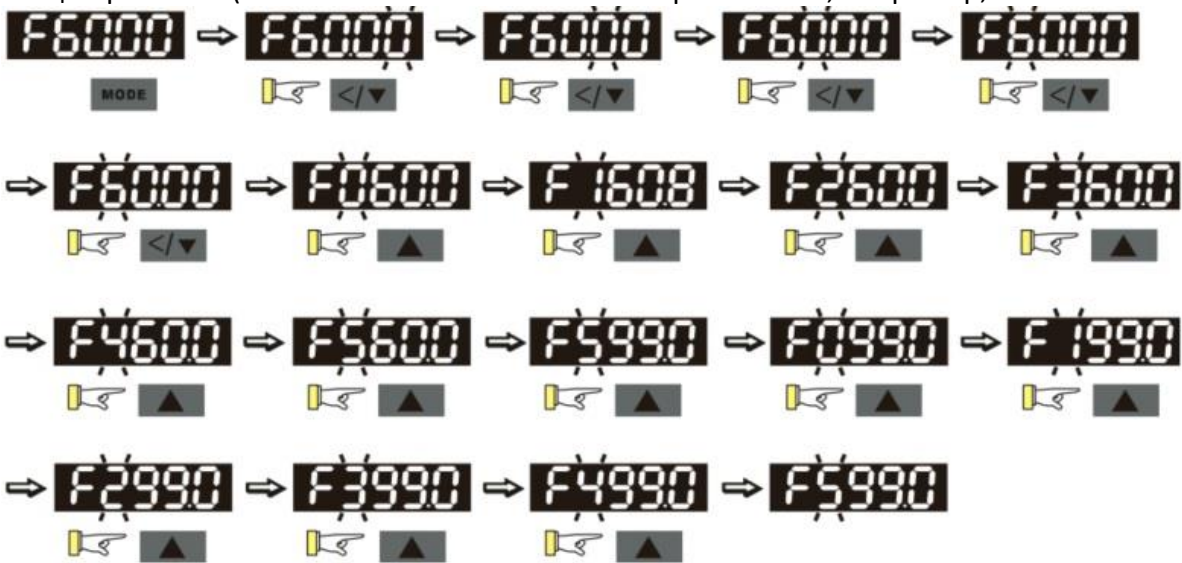 F60.00 ⇨ F60.00 ⇨ F60.00 ⇨ F60.00 ⇨ F60.00
MODE </▼ </▼ </▼ </▼
⇨ F60.00 ⇨ F060.0 ⇨ F160.8 ⇨ F260.0 ⇨ F360.0
</▼ ▲ ▲ ▲ ▲
⇨ F460.0 ⇨ F560.0 ⇨ F599.0 ⇨ F099.0 ⇨ F199.0
▲ ▲ ▲ ▲ ▲
⇨ F299.0 ⇨ F399.0 ⇨ F499.0 ⇨ F599.0
▲ ▲ ▲